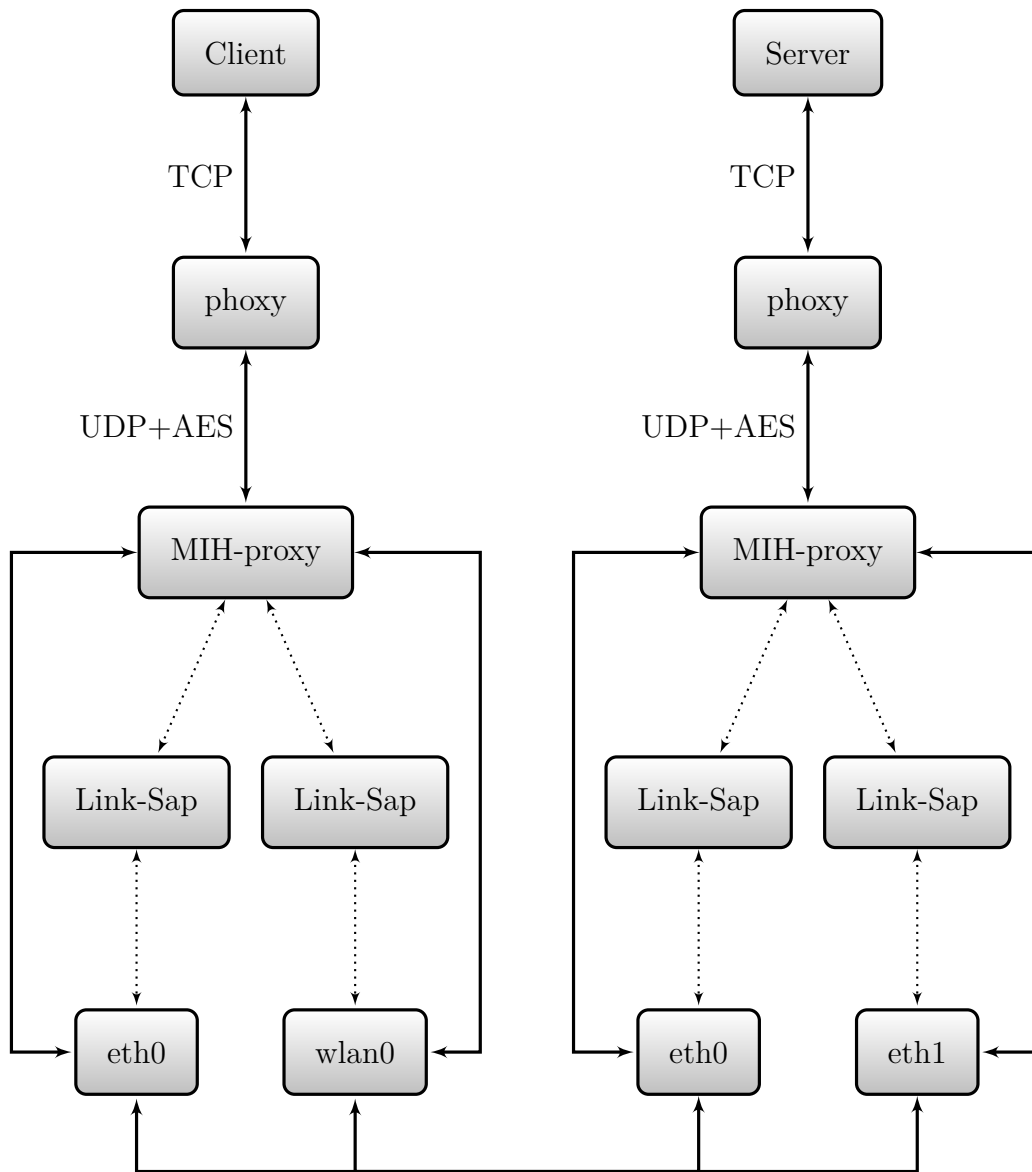 Client
Server
TCP
TCP
phoxy
phoxy
UDP+AES
UDP+AES
MIH-proxy
MIH-proxy
Link-Sap
Link-Sap
Link-Sap
Link-Sap
eth0
wlan0
eth0
eth1